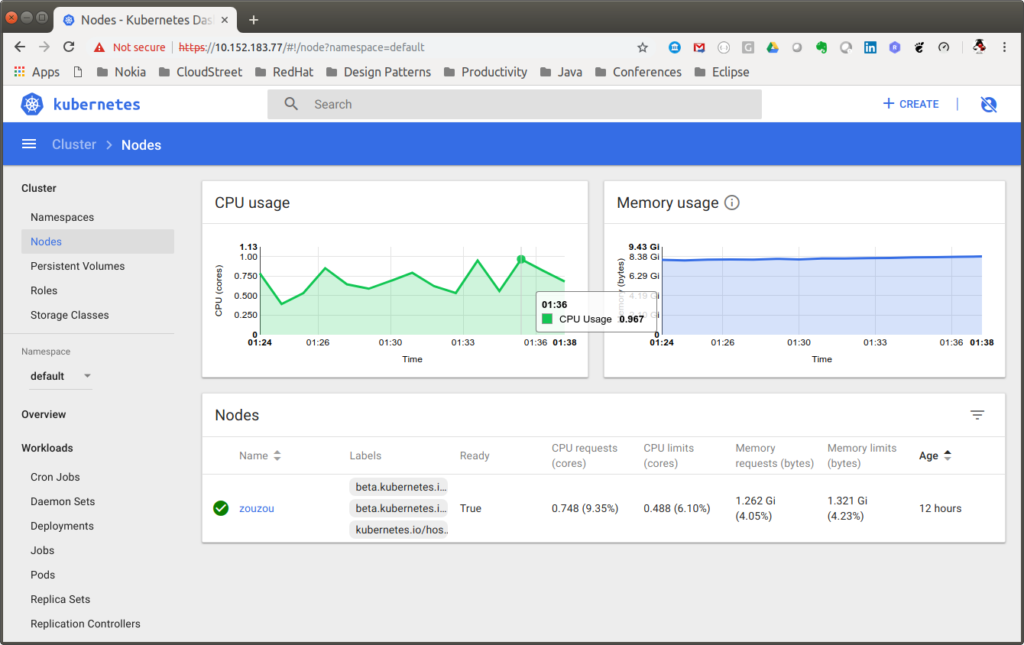 Nodes - Kubernetes Das
Not secure https://10.152.183.77/#!/node?namespace=default
Apps Nokia CloudStreet RedHat Design Patterns Productivity Java Conferences Eclipse
kubernetes
Search
+ CREATE
Cluster > Nodes
Cluster
Namespaces
Nodes
Persistent Volumes
Roles
Storage Classes
Namespace
default
Overview
Workloads
Cron Jobs
Daemon Sets
Deployments
Jobs
Pods
Replica Sets
Replication Controllers
CPU usage
CPU (cores)
1.13
1.00
0.750
0.500
0.250
0
01:24 01:26 01:30 01:33 01:36 01:38
Time
01:36
CPU Usage 0.967
Memory usage
(bytes)
9.43 Gi
8.38 Gi
6.29 Gi
4.19 Gi
0
01:24 01:26 01:30 01:33 01:36 01:38
Time
Nodes
Name Labels Ready CPU requests (cores) CPU limits (cores) Memory requests (bytes) Memory limits (bytes) Age
zouzou
beta.kubernetes.i...
beta.kubernetes.i...
kubernetes.io/hos..
True
0.748 (9.35%)
0.488 (6.10%)
1.262 Gi
(4.05%)
1.321 Gi
(4.23%)
12 hours